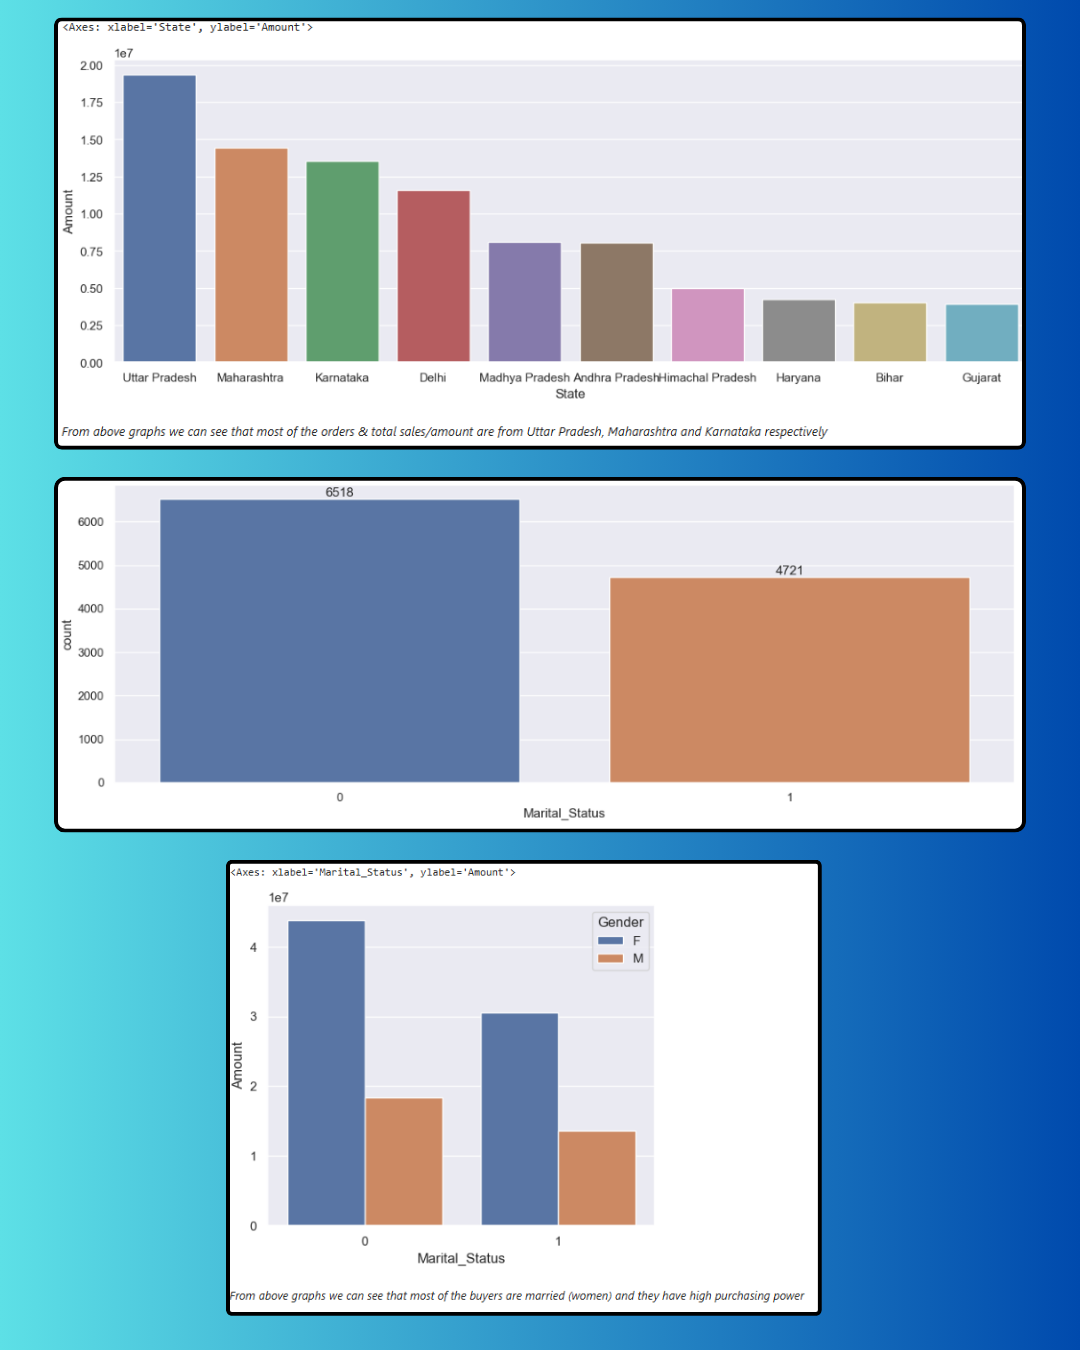 <Axes: xlabel='State', ylabel='Amount'>
1e7
2.00
1.75
1.50
1.25
1.00
0.75
0.50
0.25
0.00
Amount
Uttar Pradesh Maharashtra Karnataka Delhi Madhya Pradesh Andhra Pradesh Himachal Pradesh Haryana Bihar Gujarat
State
From above graphs we can see that most of the orders & total sales/amount are from Uttar Pradesh, Maharashtra and Karnataka respectively
6518
4721
6000
5000
4000
3000
2000
1000
0
count
0 1
Marital_Status
<Axes: xlabel='Marital_Status', ylabel='Amount'>
1e7
Gender
F
M
4
3
2
1
0
Amount
0 1
Marital_Status
From above graphs we can see that most of the buyers are married (women) and they have high purchasing power